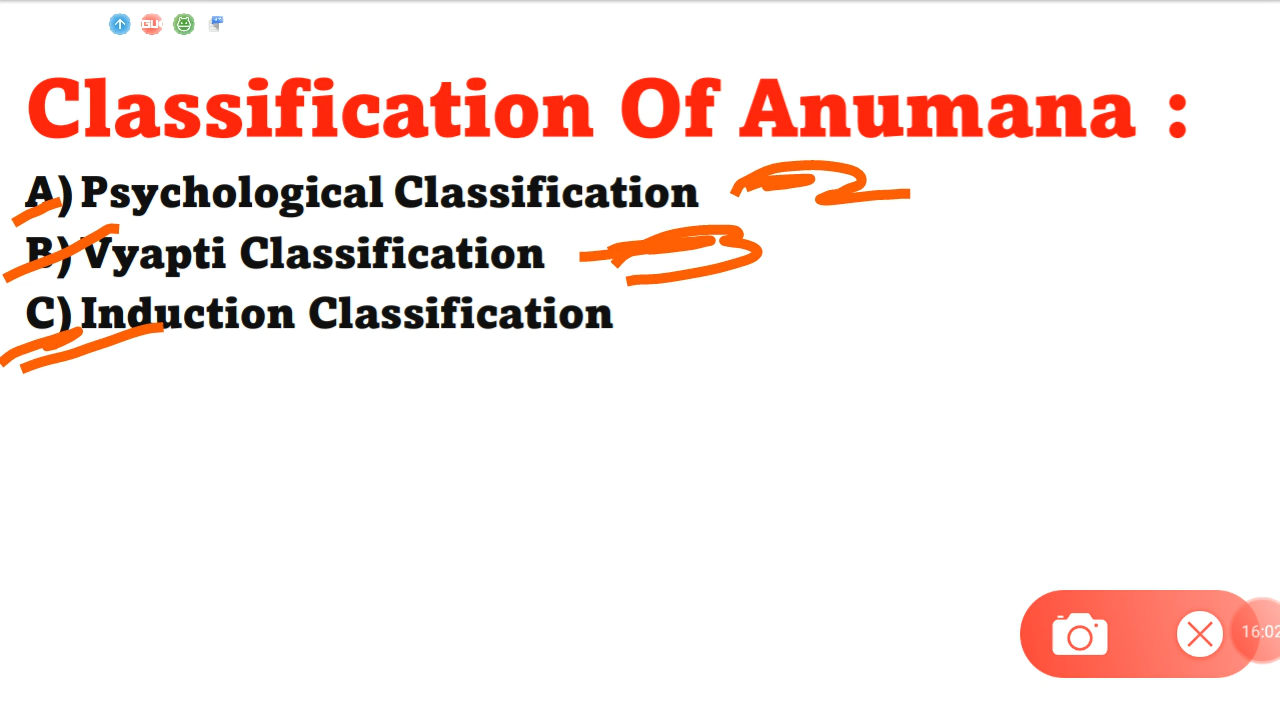 Classification Of Anumana :
A) Psychological Classification
B) Vyapti Classification
C) Induction Classification
16:02